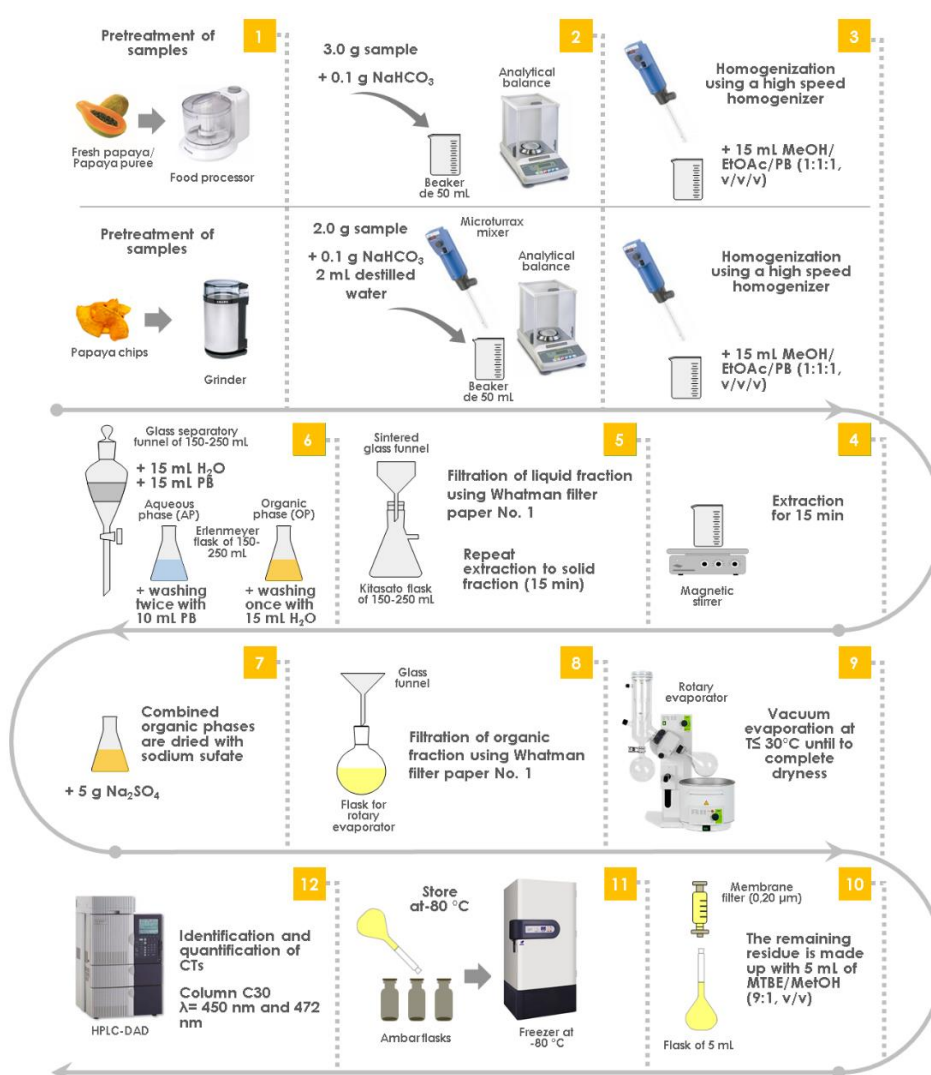 Pretreatment of
samples
1
Fresh papaya/
Papaya puree
Food processor
3.0 g sample
+ 0.1 g NaHCO3
2
Analytical
balance
Beaker
de 50 mL
3
Homogenization
using a high speed
homogenizer
+ 15 mL MeOH/
EtOAc/PB (1:1:1,
v/v/v)
Pretreatment of
samples
Papaya chips
Grinder
2.0 g sample
+ 0.1 g NaHCO3
2 mL destilled
water
Microturrax
mixer
Analytical
balance
Beaker
de 50 mL
Homogenization
using a high speed
homogenizer
+ 15 mL MeOH/
EtOAc/PB (1:1:1,
v/v/v)
4
Extraction
for 15 min
Magnetic
stirrer
5
Sintered
glass funnel
Filtration of liquid fraction
using Whatman filter
paper No. 1
Repeat
extraction to solid
fraction (15 min)
Kitasato flask
of 150-250 mL
6
Glass separatory
funnel of 150-250 mL
+ 15 mL H2O
+ 15 mL PB
Aqueous
phase (AP)
Organic
phase (OP)
Erlenmeyer
flask of 150-
250 mL
+ washing
twice with
10 mL PB
+ washing
once with
15 mL H2O
7
Combined
organic phases
are dried with
sodium sufate
+ 5 g Na2SO4
8
Glass
funnel
Filtration of organic
fraction using Whatman
filter paper No. 1
Flask for
rotary
evaporator
9
Rotary
evaporator
Vacuum
evaporation at
T≤ 30°C until to
complete
dryness
10
Membrane
filter (0,20 µm)
The remaining
residue is made
up with 5 mL of
MTBE/MetOH
(9:1, v/v)
Flask of 5 mL
11
Store
at-80 °C
Ambar flasks
Freezer at
-80 °C
12
Identification and
quantification of
CTs
Column C30
λ= 450 nm and 472
nm
HPLC-DAD